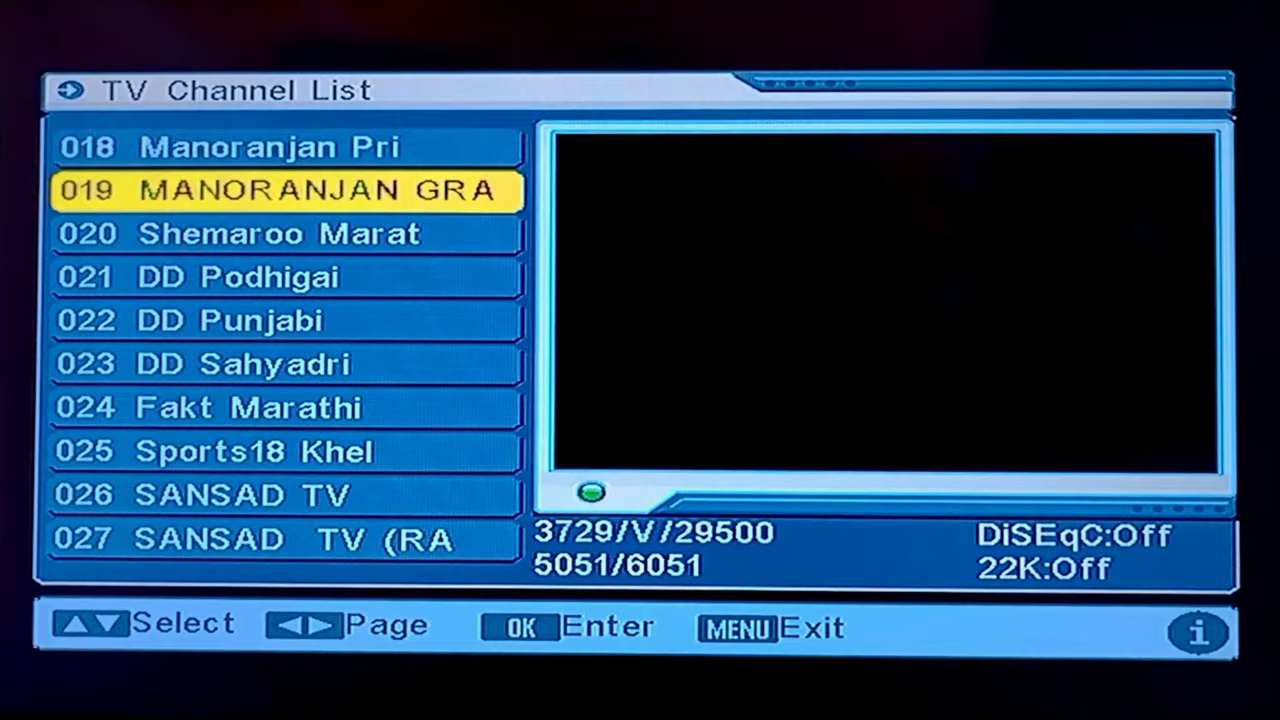 TV Channel List
018 Manoranjan Pri
019 MANORANJAN GRA
020 Shemaroo Marat
021 DD Podhigai
022 DD Punjabi
023 DD Sahyadri
024 Fakt Marathi
025 Sports18 Khel
026 SANSAD TV
027 SANSAD TV (RA
3729/V/29500 DiSEqC:Off
5051/6051 22K:Off
Select Page OK Enter MENU Exit i